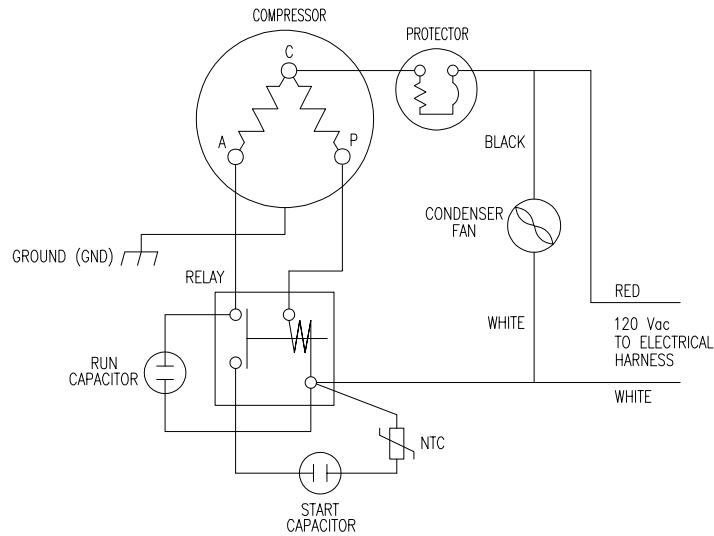 COMPRESSOR
PROTECTOR
C
A
P
BLACK
CONDENSER
FAN
GROUND (GND)
RELAY
RED
WHITE
120 Vac
TO ELECTRICAL
HARNESS
RUN
CAPACITOR
WHITE
NTC
START
CAPACITOR